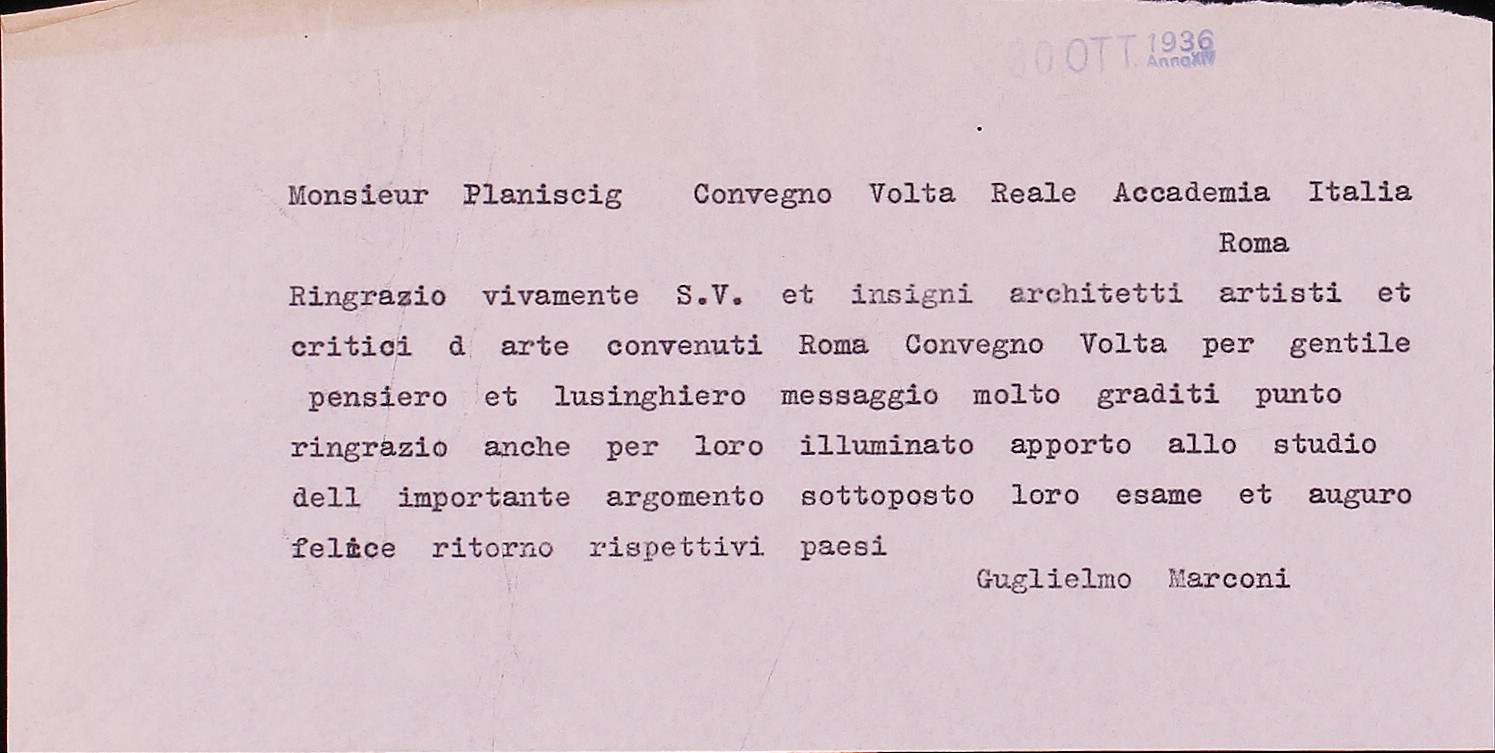 30 OTT. 1936
Anno XIV
Monsieur Planiscig Convegno Volta Reale Accademia Italia
Roma
Ringrazio vivamente S.V. et insigni architetti artisti et
critici d arte convenuti Roma Convegno Volta per gentile
pensiero et lusinghiero messaggio molto graditi punto
ringrazio anche per loro illuminato apporto allo studio
dell importante argomento sottoposto loro esame et auguro
felice ritorno rispettivi paesi
Guglielmo Marconi